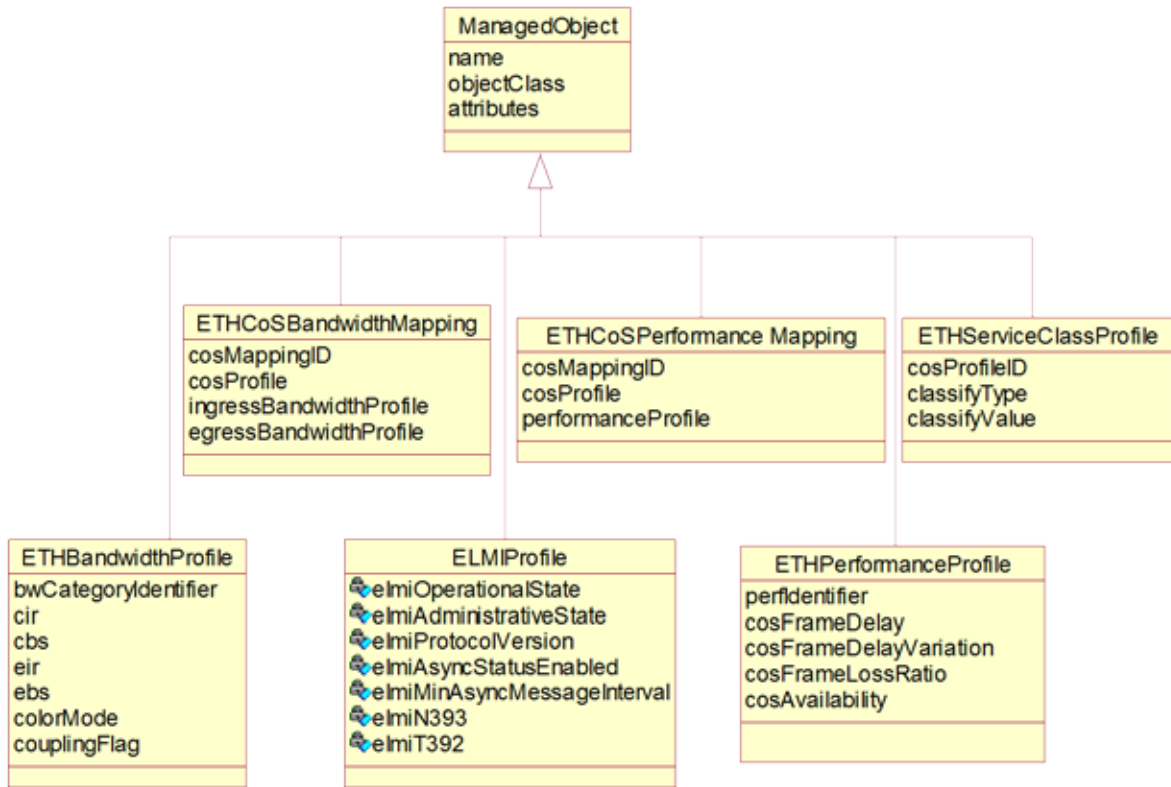 ManagedObject
name
objectClass
attributes
ETHCoSBandwidthMapping
cosMappingID
cosProfile
ingressBandwidthProfile
egressBandwidthProfile
ETHCoSPerformance Mapping
cosMappingID
cosProfile
performanceProfile
ETHServiceClassProfile
cosProfileID
classifyType
classifyValue
ETHBandwidthProfile
bwCategoryIdentifier
cir
cbs
eir
ebs
colorMode
couplingFlag
ELMIProfile
elmiOperationalState
elmiAdministrativeState
elmiProtocolVersion
elmiAsyncStatusEnabled
elmiMinAsyncMessageInterval
elmiN393
elmiT392
ETHPerformanceProfile
perfIdentifier
cosFrameDelay
cosFrameDelayVariation
cosFrameLossRatio
cosAvailability